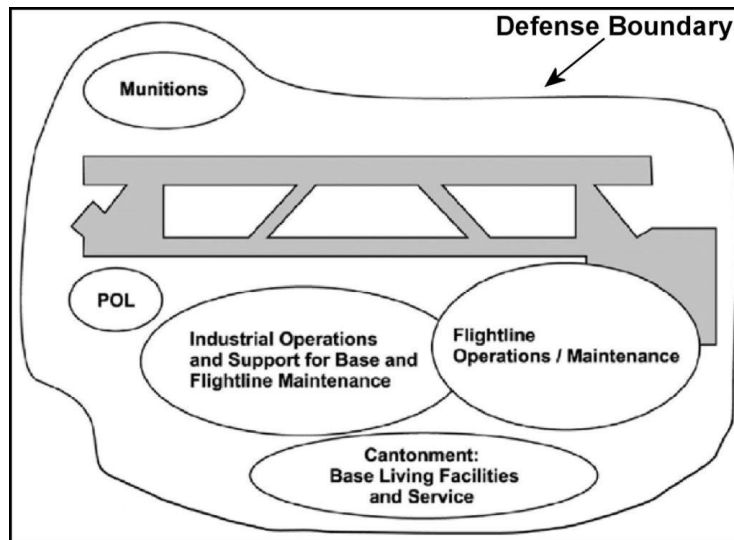 Defense Boundary
Munitions
POL
Industrial Operations
and Support for Base and
Flightline Maintenance
Flightline
Operations / Maintenance
Cantonment:
Base Living Facilities
and Service